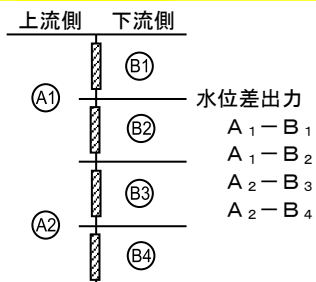 上流側 下流側
B1
A1
水位差出力
B2
A₁－B₁
A₁－B₂
B3
A₂－B₃
A₂－B₄
A2
B4